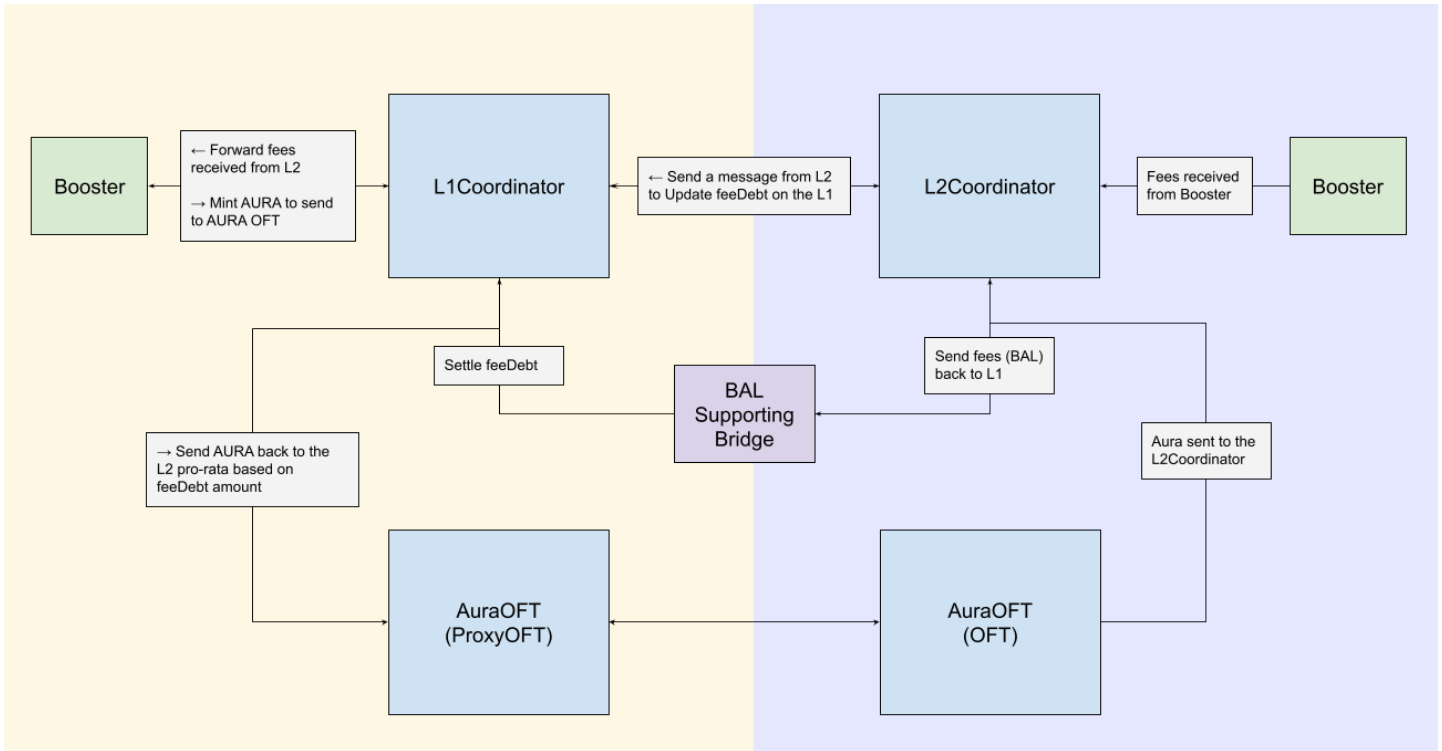 Booster
← Forward fees
received from L2
→ Mint AURA to send
to AURA OFT
L1Coordinator
← Send a message from L2
to Update feeDebt on the L1
L2Coordinator
Fees received
from Booster
Booster
Settle feeDebt
BAL
Supporting
Bridge
Send fees (BAL)
back to L1
→ Send AURA back to the
L2 pro-rata based on
feeDebt amount
Aura sent to the
L2Coordinator
AuraOFT
(ProxyOFT)
AuraOFT
(OFT)